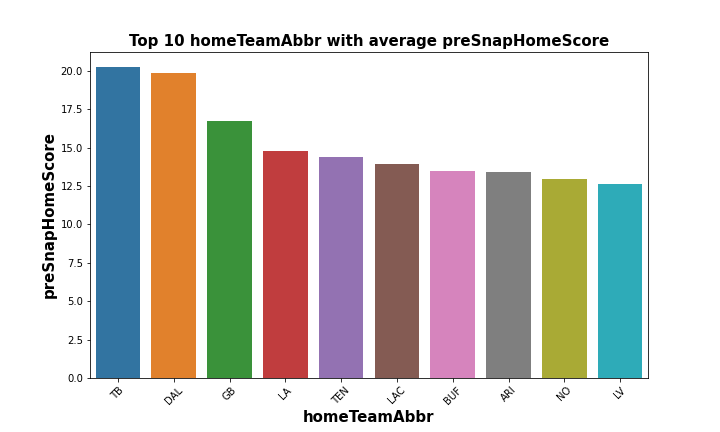 Top 10 homeTeamAbbr with average preSnapHomeScore
preSnapHomeScore
20.0
17.5
15.0
12.5
10.0
7.5
5.0
2.5
0.0
TB
DAL
GB
LA
TEN
LAC
BUF
ARI
NO
LV
homeTeamAbbr